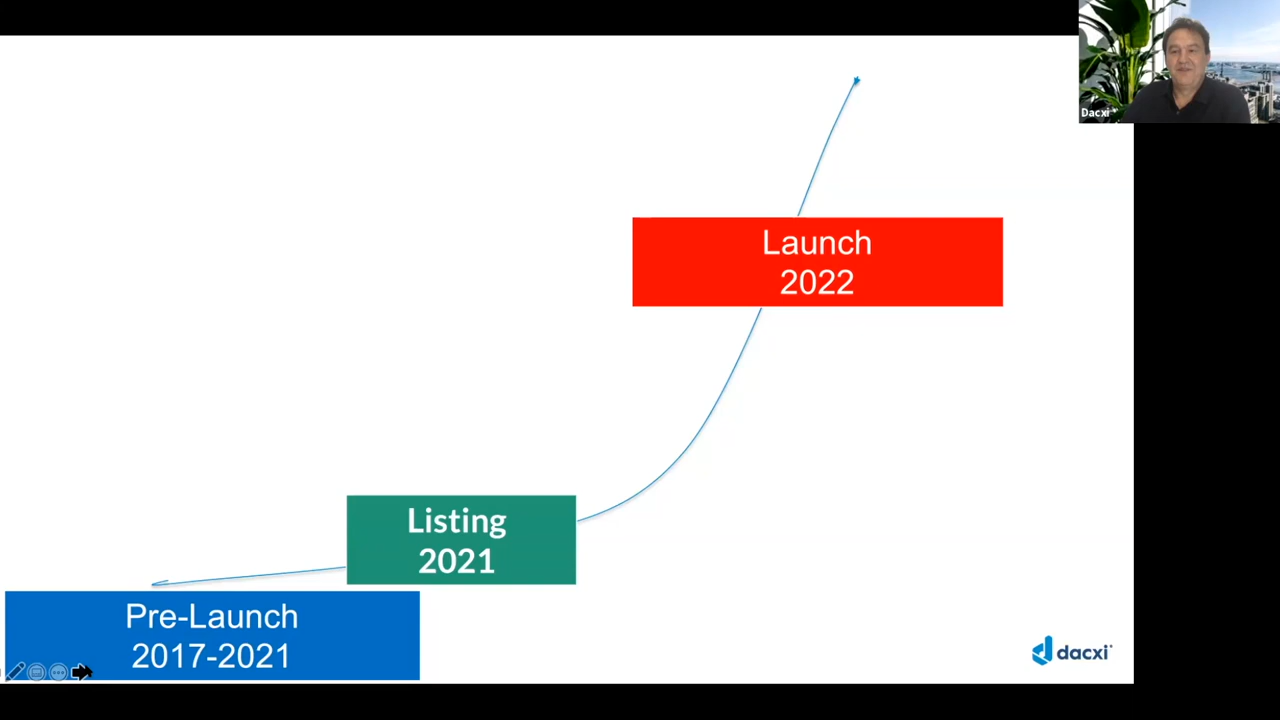 Dacxi
Launch
2022
Listing
2021
Pre-Launch
2017-2021
dacxi